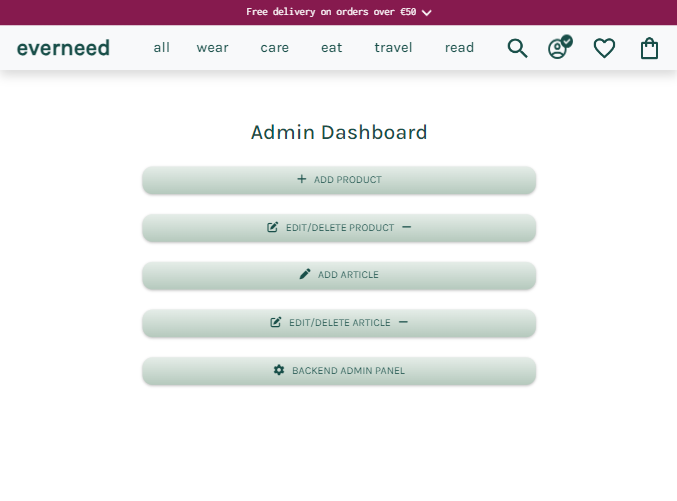 Free delivery on orders over €50
everneed all wear care eat travel read
Admin Dashboard
ADD PRODUCT
EDIT/DELETE PRODUCT
ADD ARTICLE
EDIT/DELETE ARTICLE
BACKEND ADMIN PANEL